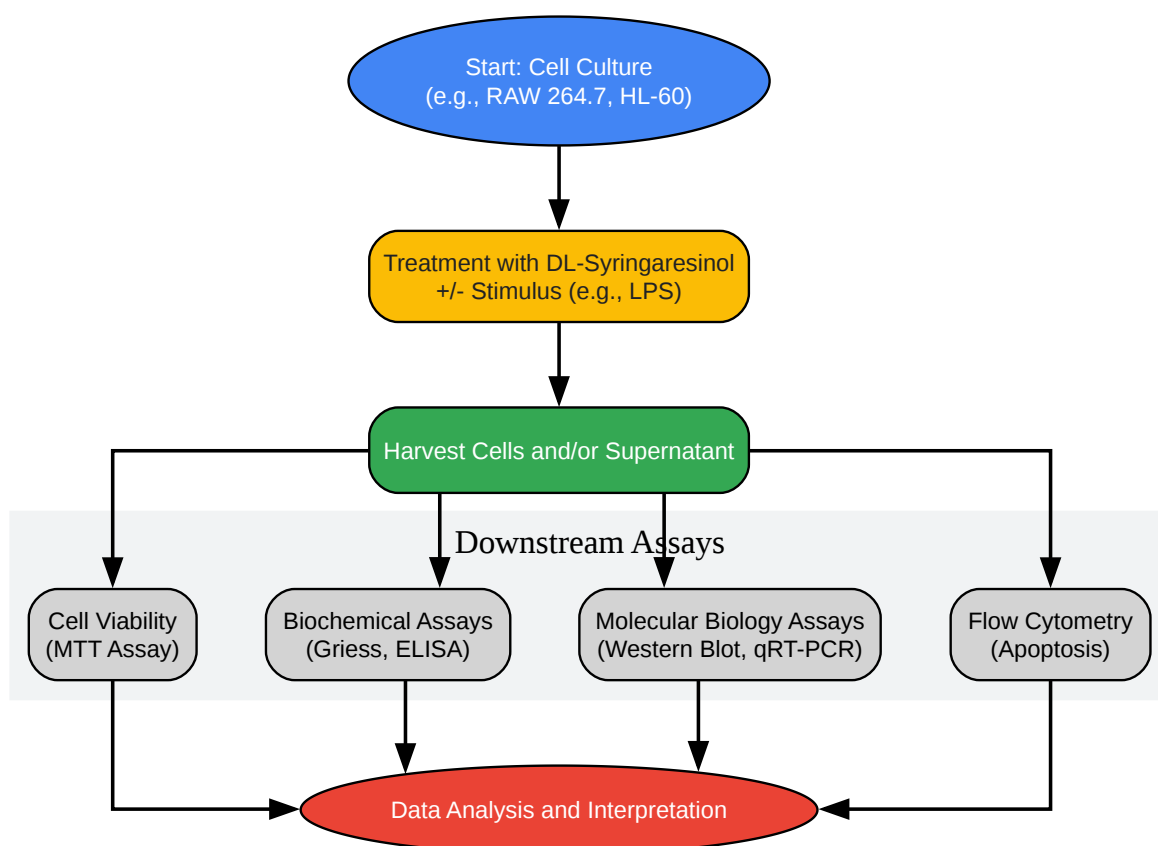 Start: Cell Culture
(e.g., RAW 264.7, HL-60)
Treatment with DL-Syringaresinol
+/- Stimulus (e.g., LPS)
Harvest Cells and/or Supernatant
Downstream Assays
Cell Viability
(MTT Assay)
Biochemical Assays
(Griess, ELISA)
Molecular Biology Assays
(Western Blot, qRT-PCR)
Flow Cytometry
(Apoptosis)
Data Analysis and Interpretation